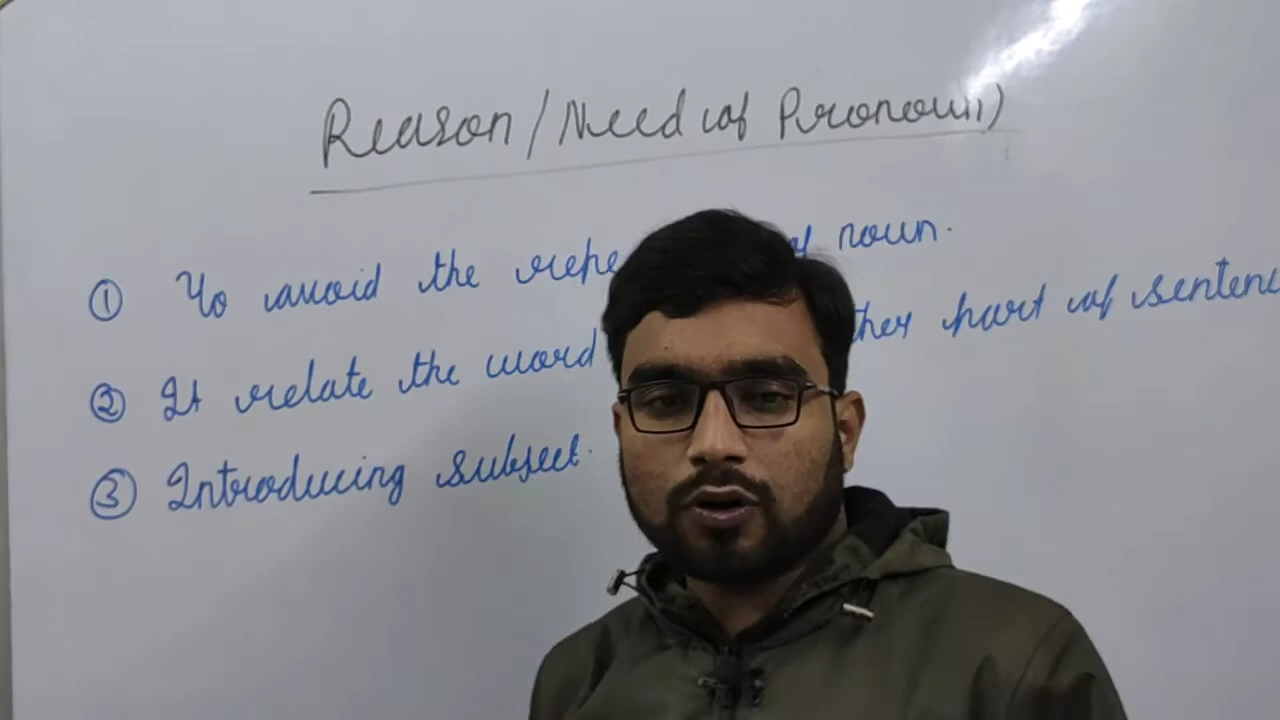 Reason/Need of Pronoun
① To avoid the repe of noun.
② It relate the word ther part of sentenc
③ Introducing subject.